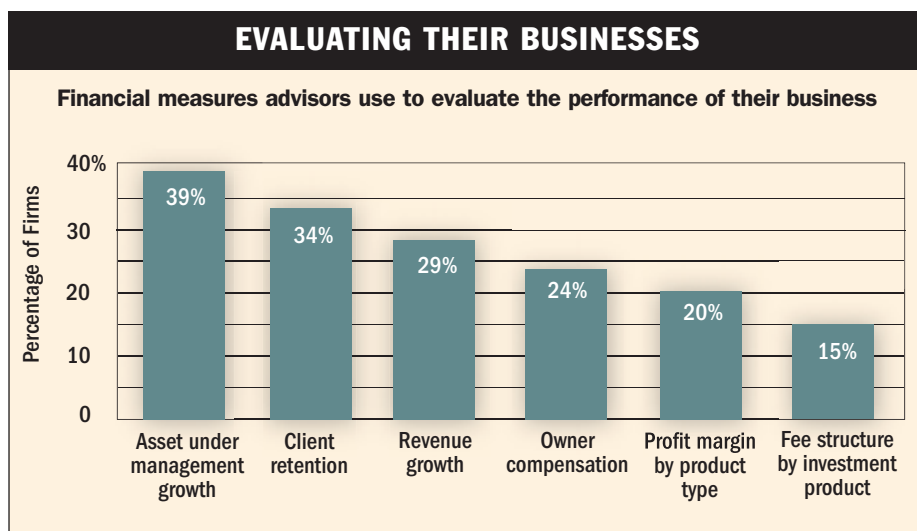 EVALUATING THEIR BUSINESSES
Financial measures advisors use to evaluate the performance of their business
Percentage of Firms
40%
30
20
10
0
39%
34%
29%
24%
20%
15%
Asset under
management
growth
Client
retention
Revenue
growth
Owner
compensation
Profit margin
by product
type
Fee structure
by investment
product